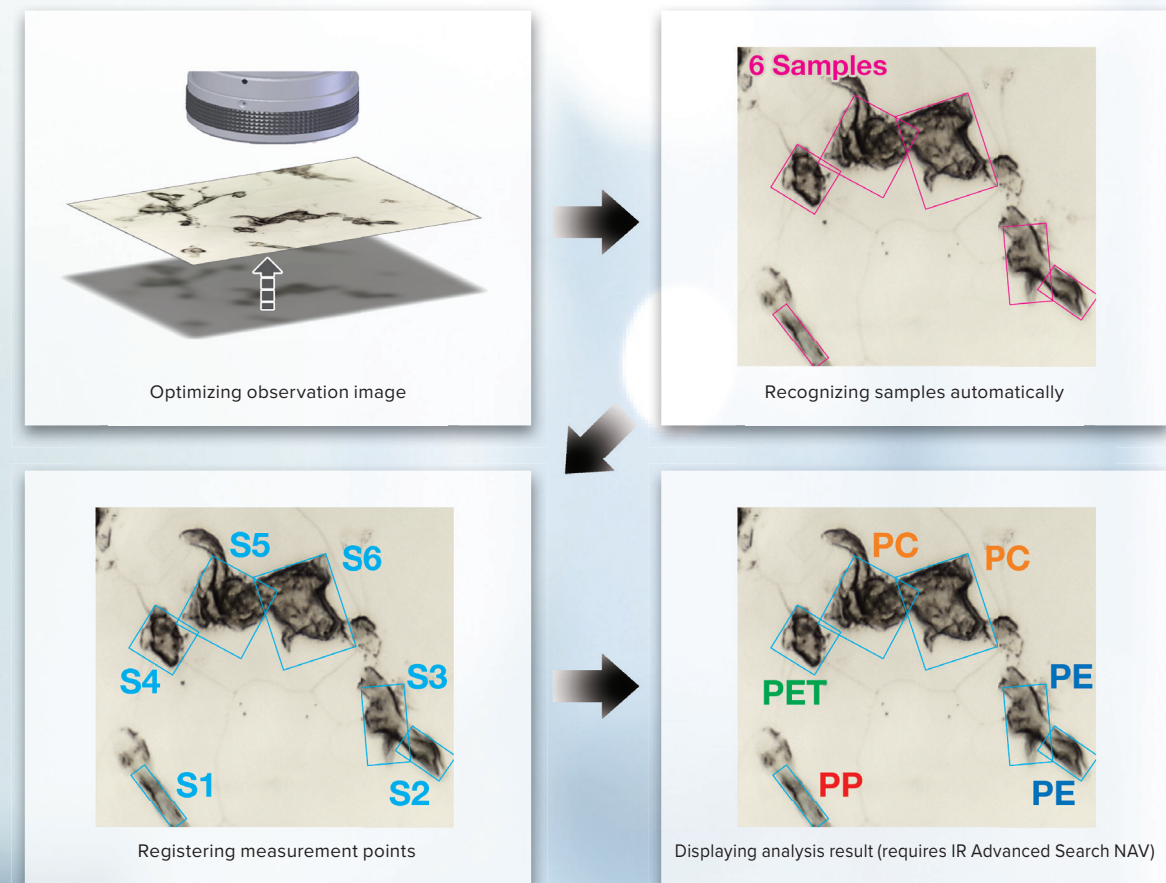 Optimizing observation image
6 Samples
Recognizing samples automatically
S5
S6
S4
S3
S1
S2
Registering measurement points
PC
PC
PET
PE
PP
PE
Displaying analysis result (requires IR Advanced Search NAV)